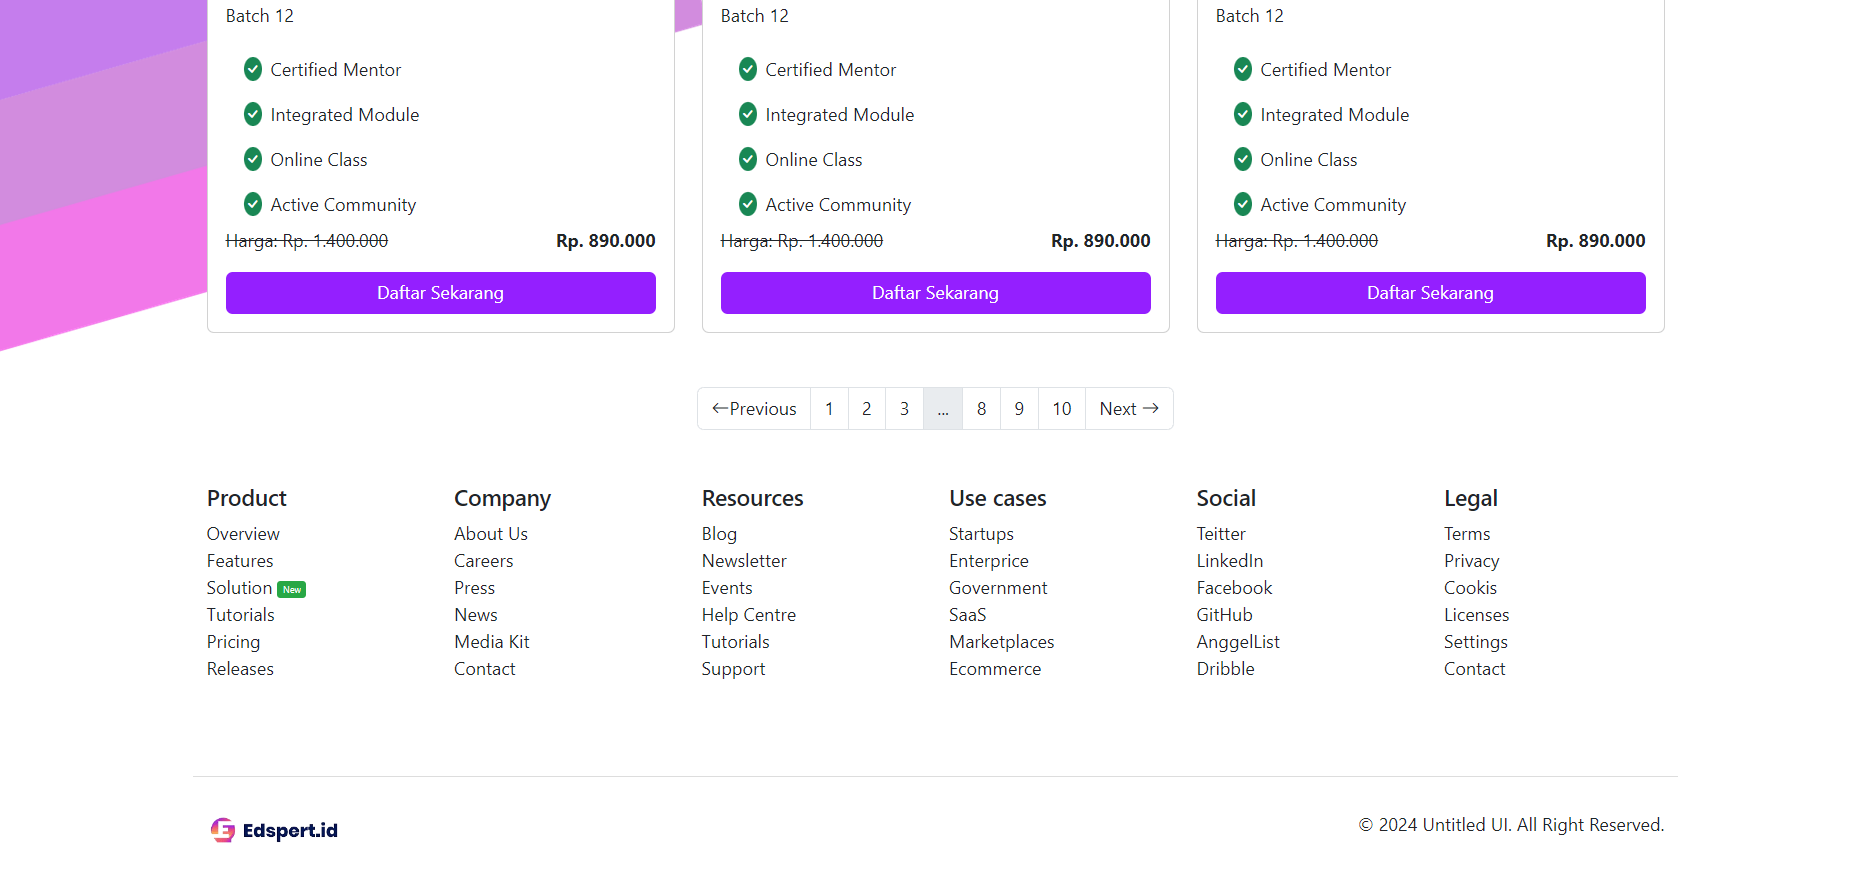 Batch 12
Certified Mentor
Integrated Module
Online Class
Active Community
Harga: Rp. 1.400.000 Rp. 890.000
Daftar Sekarang
Batch 12
Certified Mentor
Integrated Module
Online Class
Active Community
Harga: Rp. 1.400.000 Rp. 890.000
Daftar Sekarang
Batch 12
Certified Mentor
Integrated Module
Online Class
Active Community
Harga: Rp. 1.400.000 Rp. 890.000
Daftar Sekarang
←Previous 1 2 3 ... 8 9 10 Next →
Product
Overview
Features
Solution New
Tutorials
Pricing
Releases
Company
About Us
Careers
Press
News
Media Kit
Contact
Resources
Blog
Newsletter
Events
Help Centre
Tutorials
Support
Use cases
Startups
Enterprice
Government
SaaS
Marketplaces
Ecommerce
Social
Teitter
LinkedIn
Facebook
GitHub
AnggelList
Dribble
Legal
Terms
Privacy
Cookis
Licenses
Settings
Contact
Edspert.id
© 2024 Untitled UI. All Right Reserved.